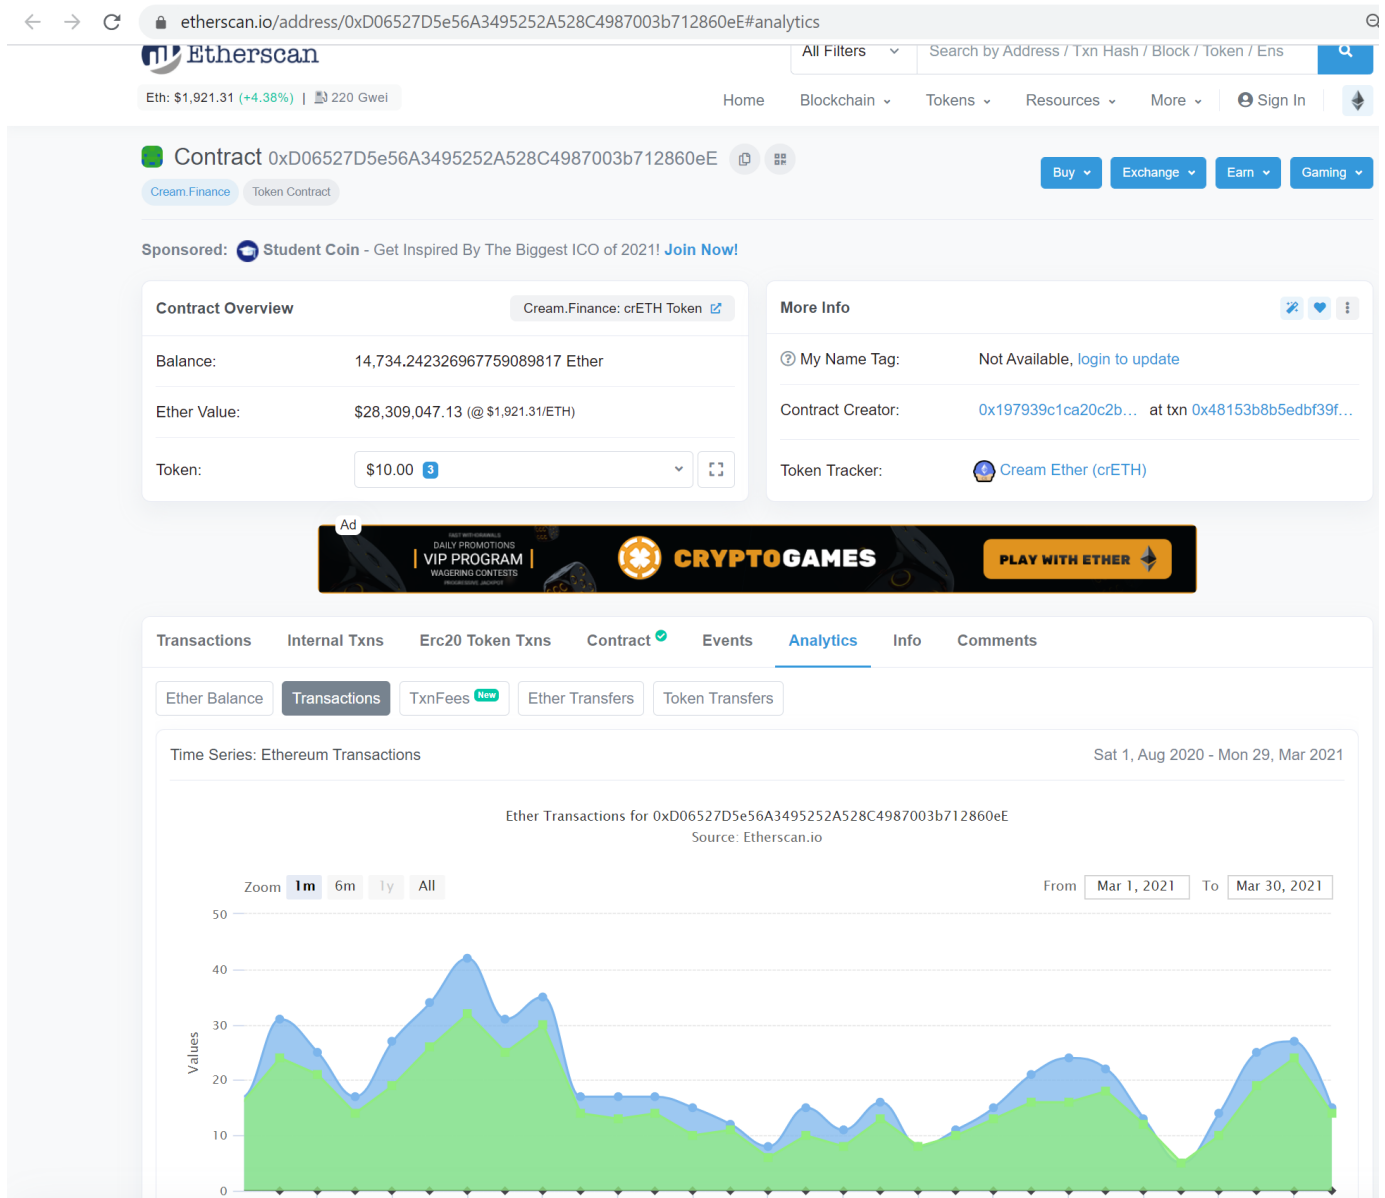 etherscan.io/address/0xD06527D5e56A3495252A528C4987003b712860eE#analytics
Etherscan
All Filters
Search by Address / Txn Hash / Block / Token / Ens
Eth: $1,921.31 (+4.38%) | 220 Gwei
Home Blockchain Tokens Resources More Sign In
Contract 0xD06527D5e56A3495252A528C4987003b712860eE
Cream.Finance Token Contract
Buy Exchange Earn Gaming
Sponsored: Student Coin - Get Inspired By The Biggest ICO of 2021! Join Now!
Contract Overview
Cream.Finance: crETH Token
Balance: 14,734.242326967759089817 Ether
Ether Value: $28,309,047.13 (@ $1,921.31/ETH)
Token: $10.00 3
More Info
My Name Tag: Not Available, login to update
Contract Creator: 0x197939c1ca20c2b... at txn 0x48153b8b5edbf39f...
Token Tracker: Cream Ether (crETH)
Ad
FAST WITHDRAWALS
DAILY PROMOTIONS
VIP PROGRAM
WAGERING CONTESTS
PROGRESSIVE JACKPOT
CRYPTOGAMES
PLAY WITH ETHER
Transactions Internal Txns Erc20 Token Txns Contract Events Analytics Info Comments
Ether Balance Transactions TxnFees New Ether Transfers Token Transfers
Time Series: Ethereum Transactions
Sat 1, Aug 2020 - Mon 29, Mar 2021
Ether Transactions for 0xD06527D5e56A3495252A528C4987003b712860eE
Source: Etherscan.io
Zoom 1m 6m 1y All
From Mar 1, 2021 To Mar 30, 2021
Values
50
40
30
20
10
0